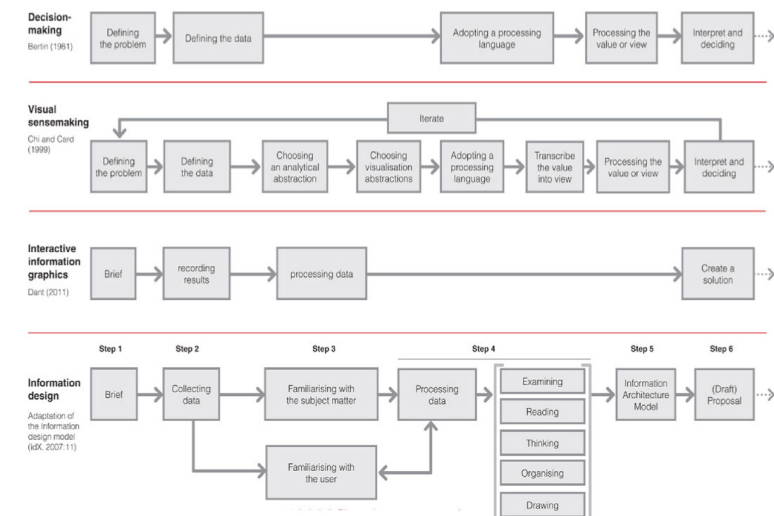 Decision-
making
Bertin (1981)
Defining
the problem
Defining the data
Adopting a processing
language
Processing the
value or view
Interpret and
deciding
Visual
sensemaking
Chi and Card
(1999)
Iterate
Defining
the problem
Defining
the data
Choosing
an analytical
abstraction
Choosing
visualisation
abstractions
Adopting a
processing
language
Transcribe
the value
into view
Processing the
value or view
Interpret and
deciding
Interactive
information
graphics
Dant (2011)
Brief
recording
results
processing data
Create a
solution
Step 1
Step 2
Step 3
Step 4
Step 5
Step 6
Information
design
Adaptation of
the Information
design model
(idX, 2007:11)
Brief
Collecting
data
Familiarising with
the subject matter
Processing
data
Examining
Reading
Thinking
Organising
Drawing
Information
Architecture
Model
(Draft)
Proposal
Familiarising with
the user